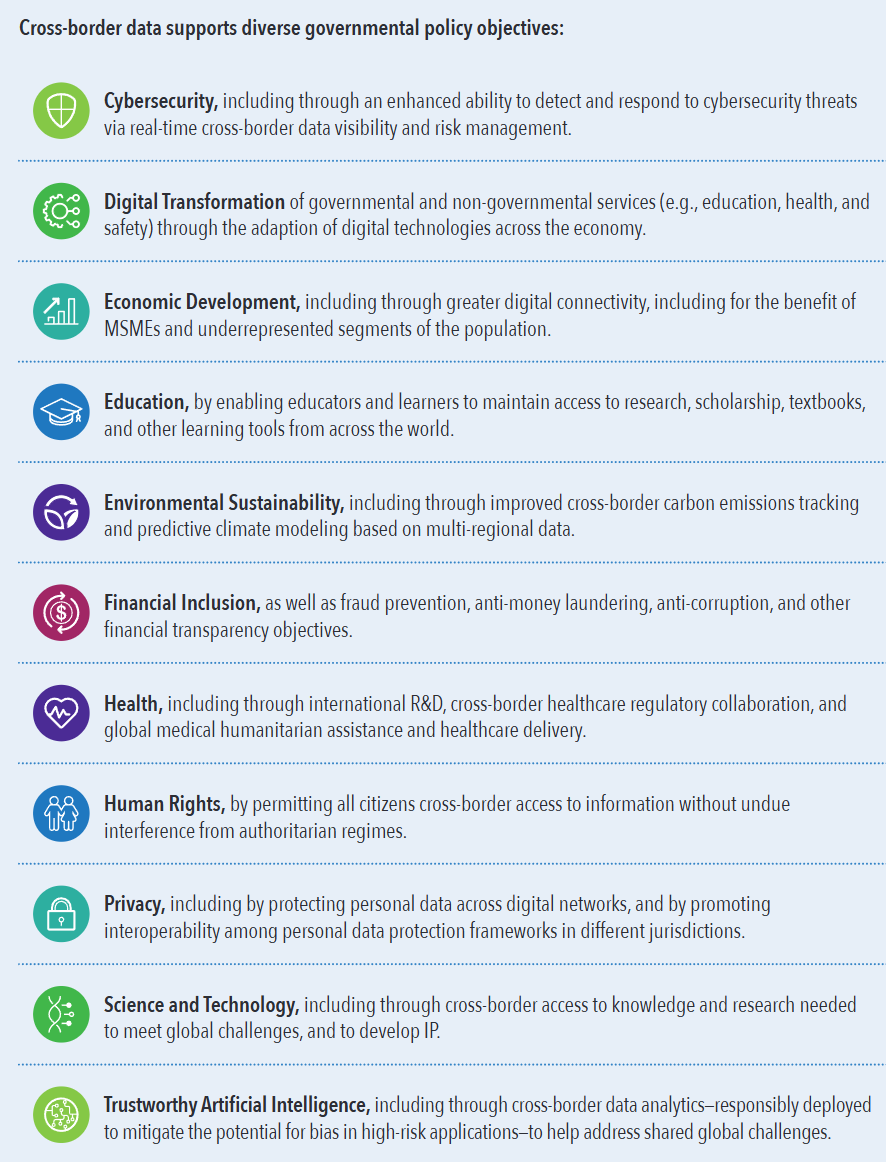 Cross-border data supports diverse governmental policy objectives:
Cybersecurity, including through an enhanced ability to detect and respond to cybersecurity threats
via real-time cross-border data visibility and risk management.
Digital Transformation of governmental and non-governmental services (e.g., education, health, and
safety) through the adaption of digital technologies across the economy.
Economic Development, including through greater digital connectivity, including for the benefit of
MSMEs and underrepresented segments of the population.
Education, by enabling educators and learners to maintain access to research, scholarship, textbooks,
and other learning tools from across the world.
Environmental Sustainability, including through improved cross-border carbon emissions tracking
and predictive climate modeling based on multi-regional data.
Financial Inclusion, as well as fraud prevention, anti-money laundering, anti-corruption, and other
financial transparency objectives.
Health, including through international R&D, cross-border healthcare regulatory collaboration, and
global medical humanitarian assistance and healthcare delivery.
Human Rights, by permitting all citizens cross-border access to information without undue
interference from authoritarian regimes.
Privacy, including by protecting personal data across digital networks, and by promoting
interoperability among personal data protection frameworks in different jurisdictions.
Science and Technology, including through cross-border access to knowledge and research needed
to meet global challenges, and to develop IP.
Trustworthy Artificial Intelligence, including through cross-border data analytics—responsibly deployed
to mitigate the potential for bias in high-risk applications—to help address shared global challenges.